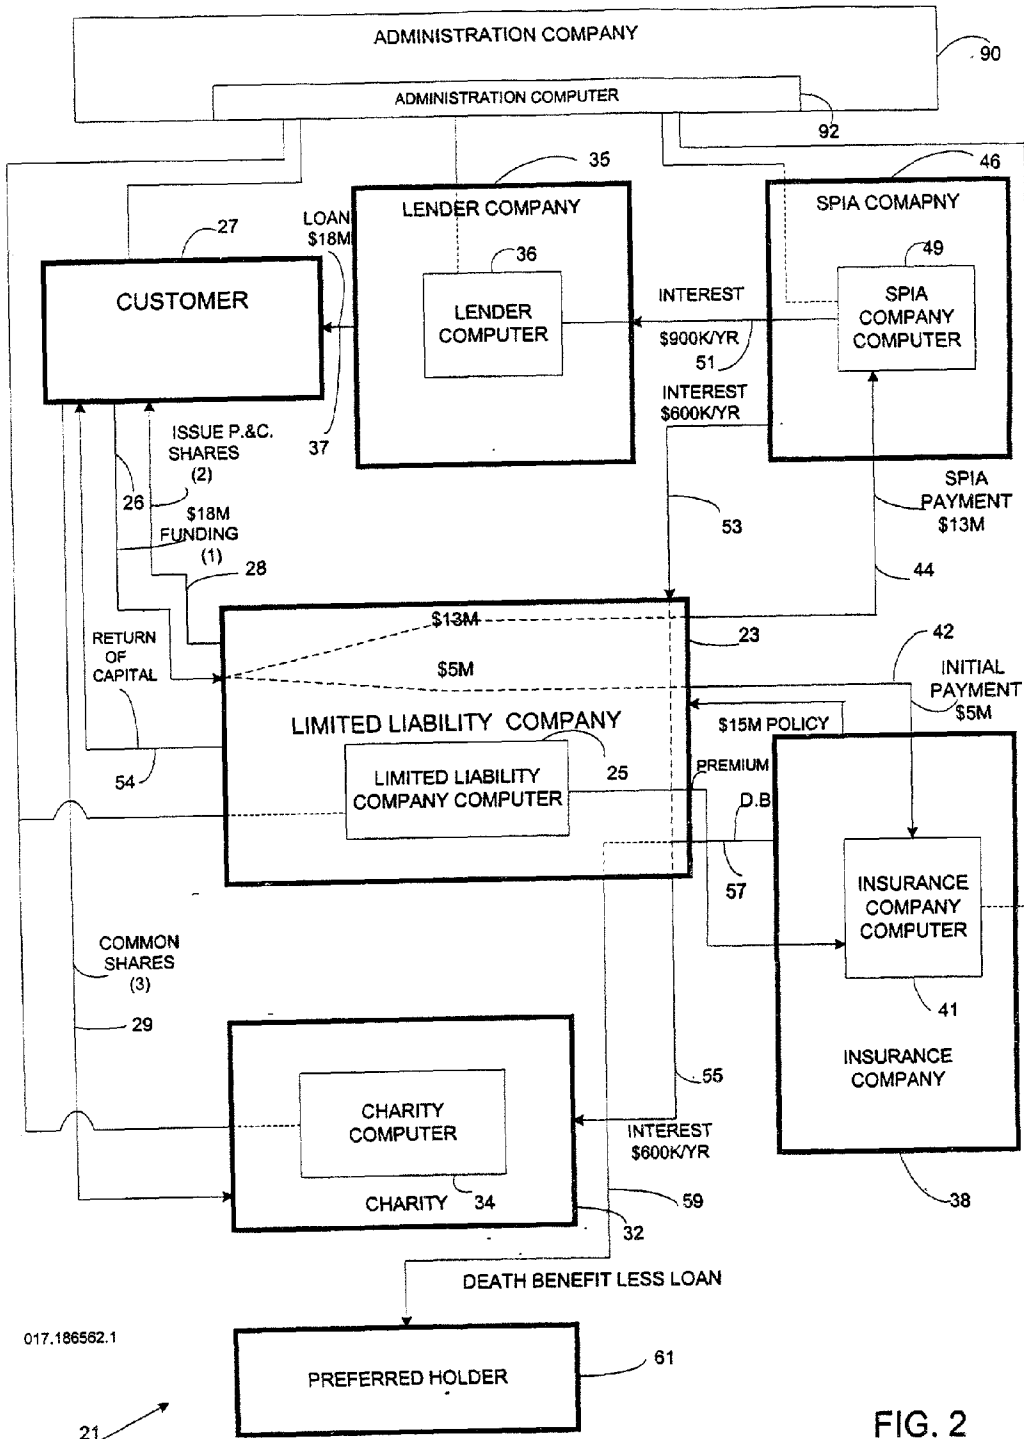 ADMINISTRATION COMPANY
90
ADMINISTRATION COMPUTER
92
35
46
LENDER COMPANY
SPIA COMAPNY
LOAN
$18M
27
36
49
CUSTOMER
LENDER
COMPUTER
SPIA
COMPANY
COMPUTER
INTEREST
$900K/YR
51
INTEREST
$600K/YR
37
ISSUE P.&C.
SHARES
(2)
26
$18M
FUNDING
(1)
28
53
SPIA
PAYMENT
$13M
44
$13M
23
42
RETURN
OF
CAPITAL
$5M
INITIAL
PAYMENT
$5M
LIMITED LIABILITY COMPANY
$15M POLICY
25
54
LIMITED LIABILITY
COMPANY COMPUTER
PREMIUM
D.B
57
INSURANCE
COMPANY
COMPUTER
41
COMMON
SHARES
(3)
29
INSURANCE
COMPANY
55
CHARITY
COMPUTER
INTEREST
$600K/YR
34
CHARITY
32
59
38
DEATH BENEFIT LESS LOAN
017.186562.1
PREFERRED HOLDER
61
21
FIG. 2